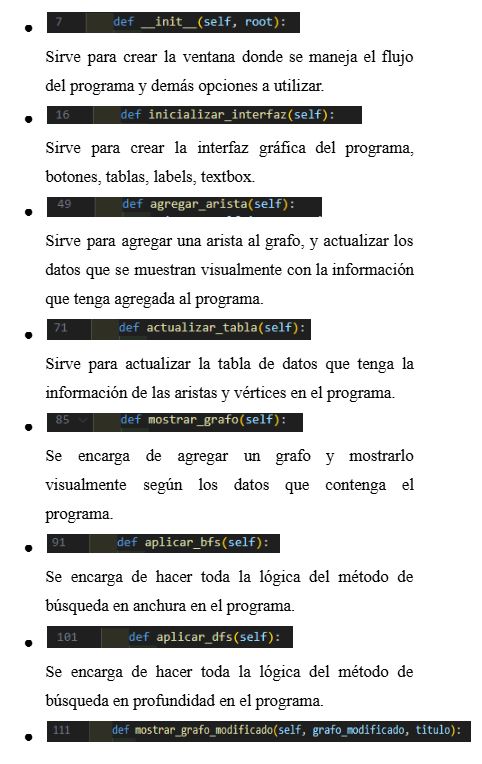 7 def __init__(self, root):
Sirve para crear la ventana donde se maneja el flujo
del programa y demás opciones a utilizar.
16 def inicializar_interfaz(self):
Sirve para crear la interfaz gráfica del programa,
botones, tablas, labels, textbox.
49 def agregar_arista(self):
Sirve para agregar una arista al grafo, y actualizar los
datos que se muestran visualmente con la información
que tenga agregada al programa.
71 def actualizar_tabla(self):
Sirve para actualizar la tabla de datos que tenga la
información de las aristas y vértices en el programa.
85 def mostrar_grafo(self):
Se encarga de agregar un grafo y mostrarlo
visualmente según los datos que contenga el
programa.
91 def aplicar_bfs(self):
Se encarga de hacer toda la lógica del método de
búsqueda en anchura en el programa.
101 def aplicar_dfs(self):
Se encarga de hacer toda la lógica del método de
búsqueda en profundidad en el programa.
111 def mostrar_grafo_modificado(self, grafo_modificado, titulo):